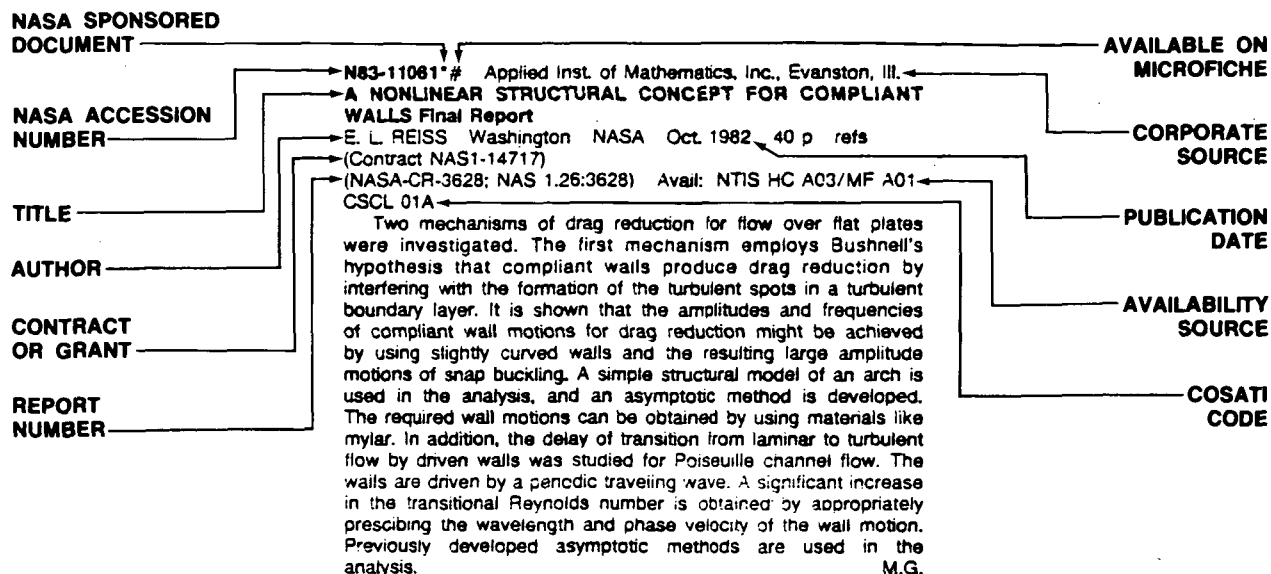 NASA SPONSORED
DOCUMENT
NASA ACCESSION
NUMBER
TITLE
AUTHOR
CONTRACT
OR GRANT
REPORT
NUMBER
N83-11061*# Applied Inst. of Mathematics, Inc., Evanston, Ill.
A NONLINEAR STRUCTURAL CONCEPT FOR COMPLIANT
WALLS Final Report
E. L. REISS Washington NASA Oct. 1982 40 p refs
(Contract NAS1-14717)
(NASA-CR-3628; NAS 1.26:3628) Avail: NTIS HC A03/MF A01
CSCL 01A
Two mechanisms of drag reduction for flow over flat plates
were investigated. The first mechanism employs Bushnell's
hypothesis that compliant walls produce drag reduction by
interfering with the formation of the turbulent spots in a turbulent
boundary layer. It is shown that the amplitudes and frequencies
of compliant wall motions for drag reduction might be achieved
by using slightly curved walls and the resulting large amplitude
motions of snap buckling. A simple structural model of an arch is
used in the analysis, and an asymptotic method is developed.
The required wall motions can be obtained by using materials like
mylar. In addition, the delay of transition from laminar to turbulent
flow by driven walls was studied for Poiseuille channel flow. The
walls are driven by a periodic traveling wave. A significant increase
in the transitional Reynolds number is obtained by appropriately
prescibing the wavelength and phase velocity of the wall motion.
Previously developed asymptotic methods are used in the
analysis. M.G.
AVAILABLE ON
MICROFICHE
CORPORATE
SOURCE
PUBLICATION
DATE
AVAILABILITY
SOURCE
COSATI
CODE